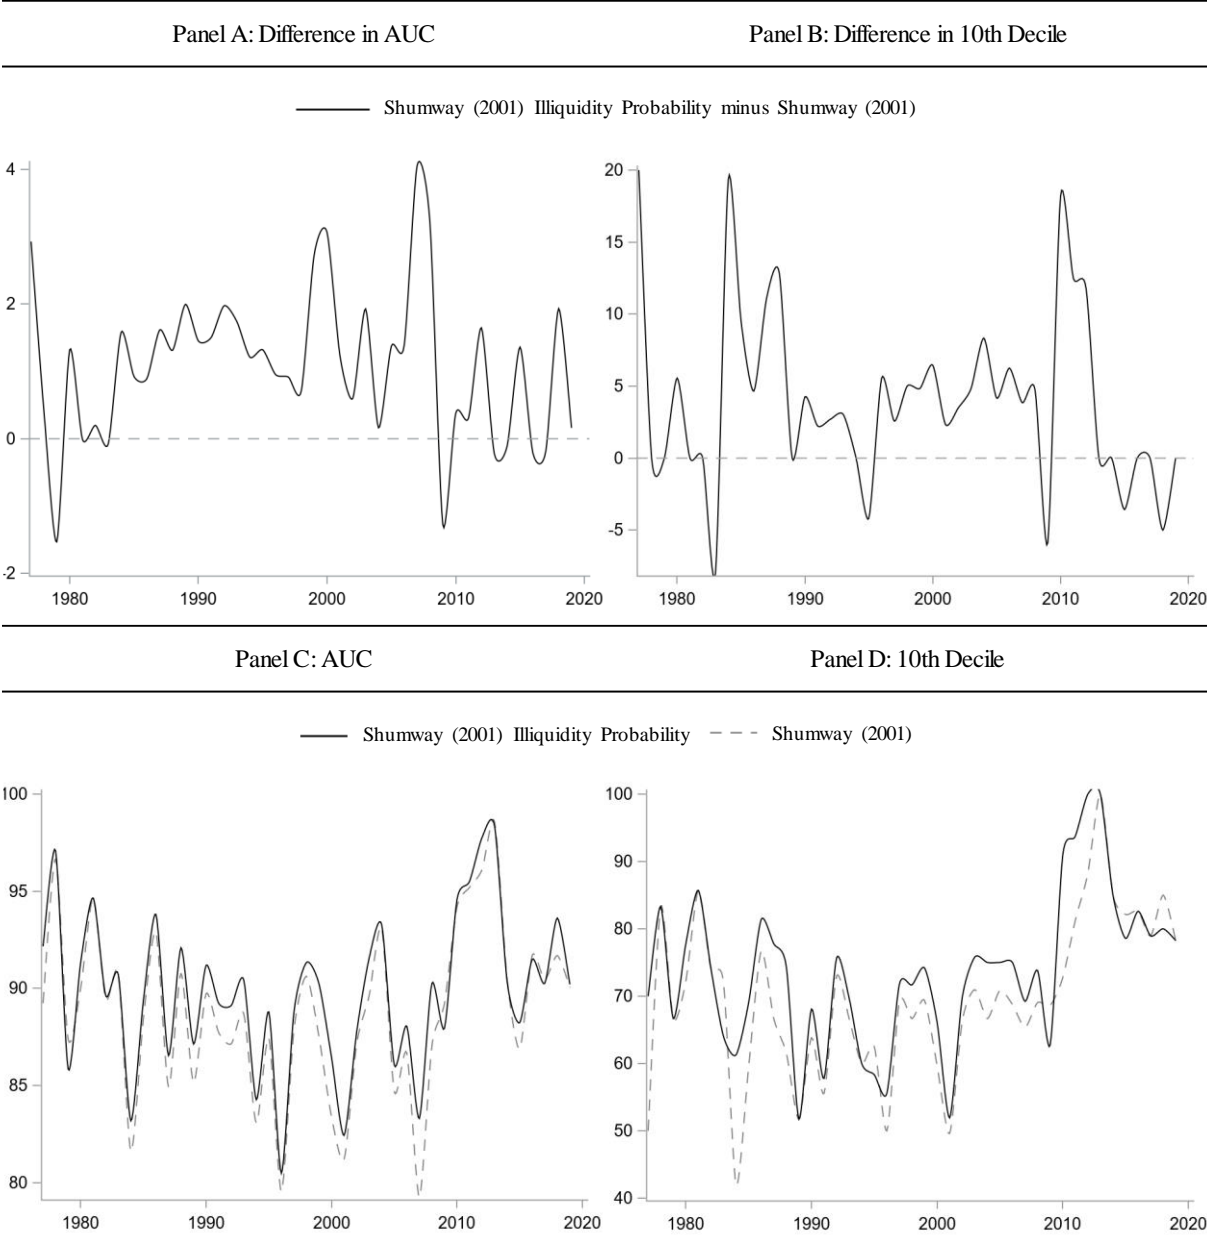 Panel A: Difference in AUC
Panel B: Difference in 10th Decile
Shumway (2001) Illiquidity Probability minus Shumway (2001)
4
2
0
-2
1980 1990 2000 2010 2020
20
15
10
5
0
-5
1980 1990 2000 2010 2020
Panel C: AUC
Panel D: 10th Decile
Shumway (2001) Illiquidity Probability Shumway (2001)
100
95
90
85
80
1980 1990 2000 2010 2020
100
90
80
70
60
50
40
1980 1990 2000 2010 2020